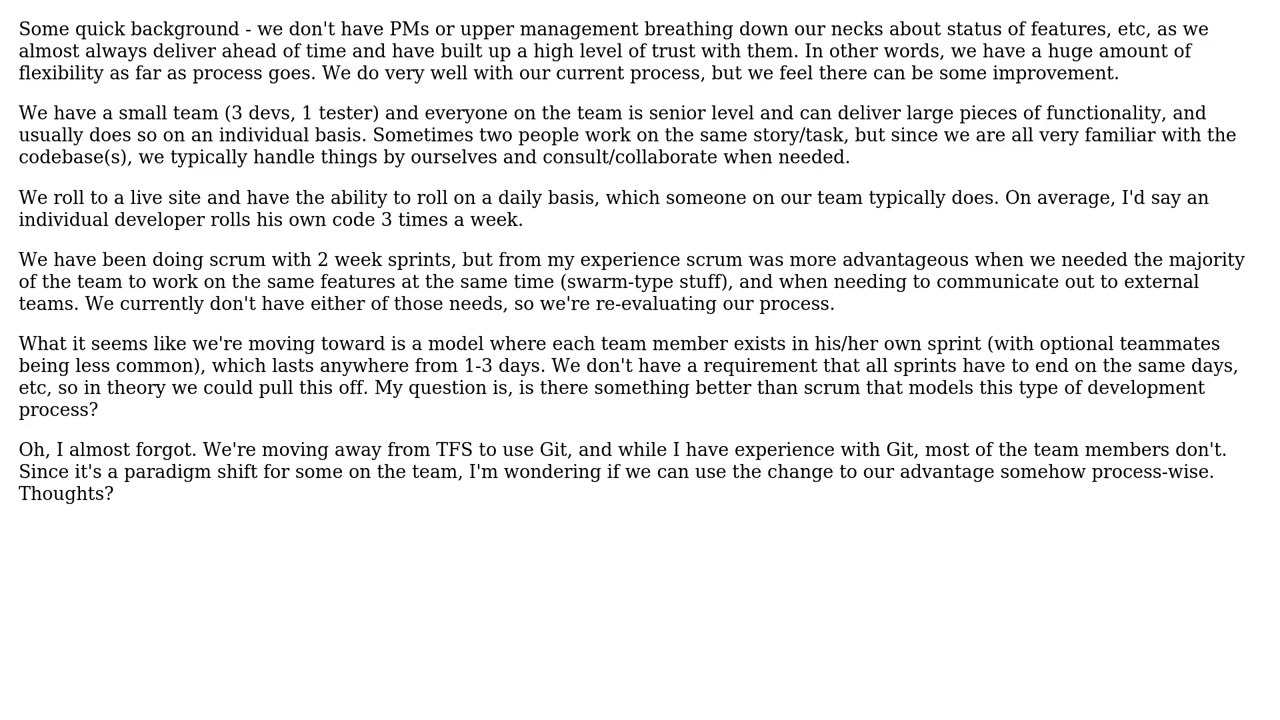 Some quick background - we don't have PMs or upper management breathing down our necks about status of features, etc, as we
almost always deliver ahead of time and have built up a high level of trust with them. In other words, we have a huge amount of
flexibility as far as process goes. We do very well with our current process, but we feel there can be some improvement.
We have a small team (3 devs, 1 tester) and everyone on the team is senior level and can deliver large pieces of functionality, and
usually does so on an individual basis. Sometimes two people work on the same story/task, but since we are all very familiar with the
codebase(s), we typically handle things by ourselves and consult/collaborate when needed.
We roll to a live site and have the ability to roll on a daily basis, which someone on our team typically does. On average, I'd say an
individual developer rolls his own code 3 times a week.
We have been doing scrum with 2 week sprints, but from my experience scrum was more advantageous when we needed the majority
of the team to work on the same features at the same time (swarm-type stuff), and when needing to communicate out to external
teams. We currently don't have either of those needs, so we're re-evaluating our process.
What it seems like we're moving toward is a model where each team member exists in his/her own sprint (with optional teammates
being less common), which lasts anywhere from 1-3 days. We don't have a requirement that all sprints have to end on the same days,
etc, so in theory we could pull this off. My question is, is there something better than scrum that models this type of development
process?
Oh, I almost forgot. We're moving away from TFS to use Git, and while I have experience with Git, most of the team members don't.
Since it's a paradigm shift for some on the team, I'm wondering if we can use the change to our advantage somehow process-wise.
Thoughts?